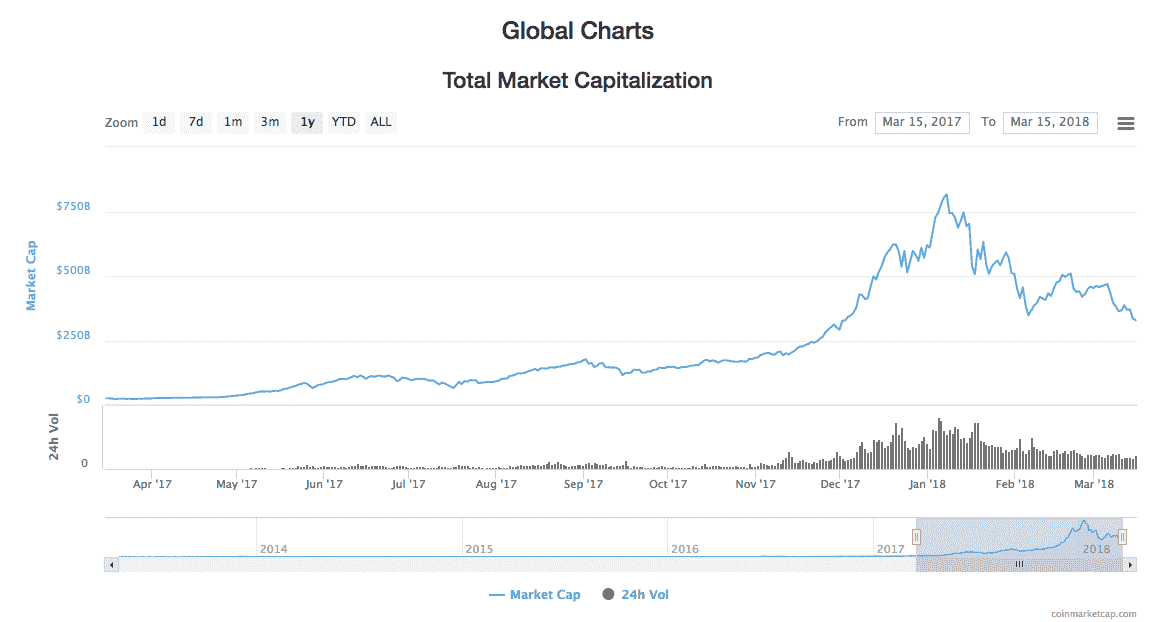 Global Charts
Total Market Capitalization
Zoom 1d 7d 1m 3m 1y YTD ALL From Mar 15, 2017 To Mar 15, 2018
$750B
$500B
$250B
$0
Market Cap
24h Vol
0
Apr '17 May '17 Jun '17 Jul '17 Aug '17 Sep '17 Oct '17 Nov '17 Dec '17 Jan '18 Feb '18 Mar '18
2014 2015 2016 2017 2018
Market Cap 24h Vol
coinmarketcap.com